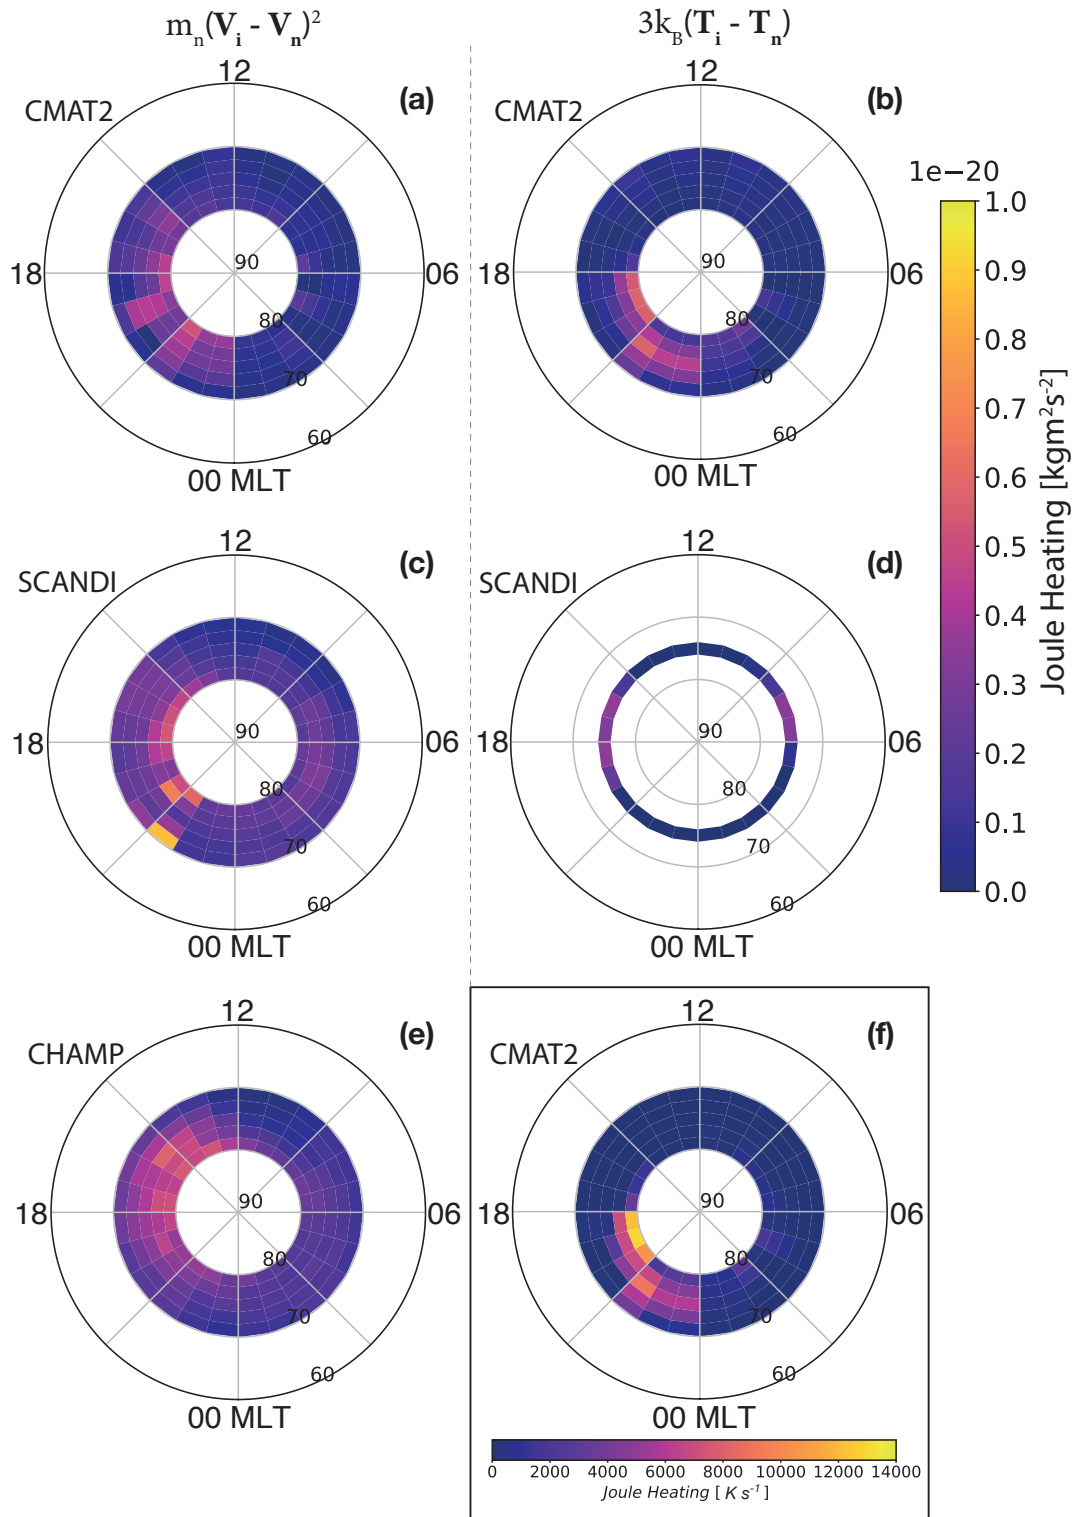 mₙ(Vᵢ - Vₙ)² 3k_B(Tᵢ - Tₙ)
12 12
CMAT2 (a) CMAT2 (b)
1e−20
1.0
0.9
0.8
0.7
0.6
0.5
0.4
0.3
0.2
0.1
0.0
Joule Heating [kgm²s⁻²]
18 90 06 18 90 06
80 80
70 70
60 60
00 MLT 00 MLT
12 12
SCANDI (c) SCANDI (d)
18 90 06 18 90 06
80 80
70 70
60 60
00 MLT 00 MLT
12 12
CHAMP (e) CMAT2 (f)
18 90 06 18 90 06
80 80
70 70
60 60
00 MLT 00 MLT
0 2000 4000 6000 8000 10000 12000 14000
Joule Heating [ K s⁻¹ ]